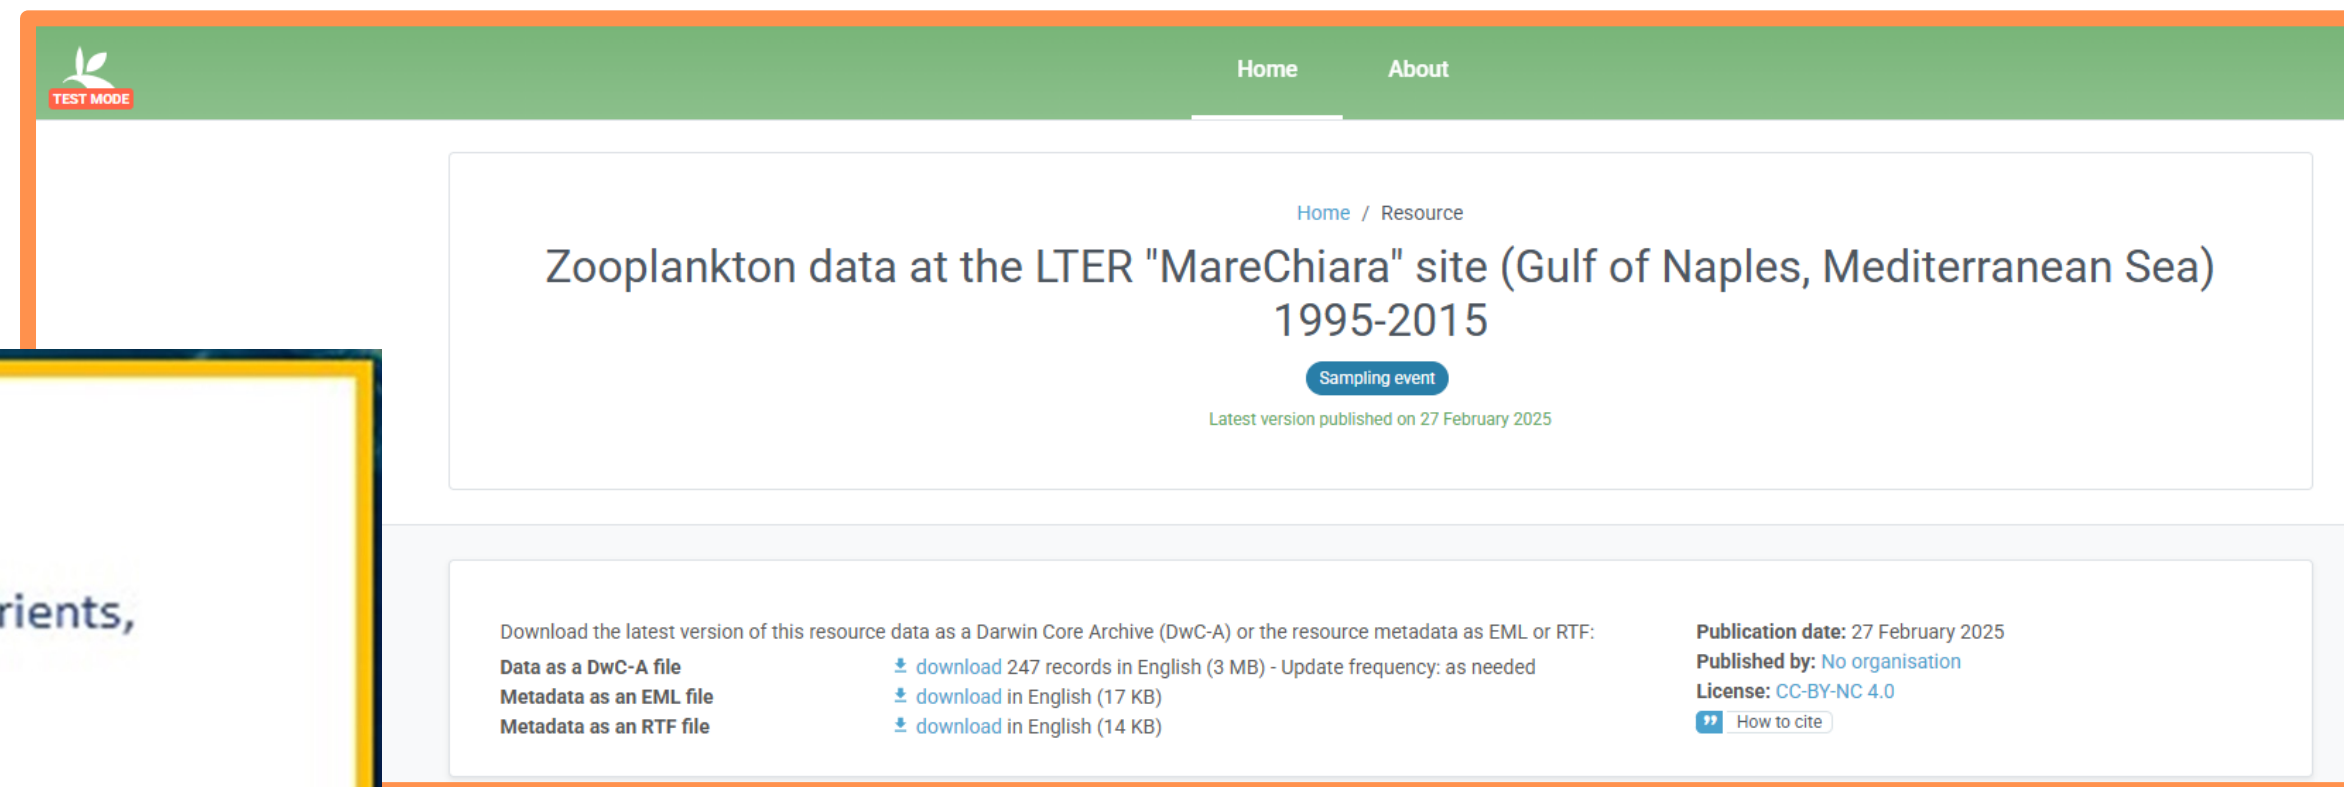 TEST MODE
Home About
Home / Resource
Zooplankton data at the LTER "MareChiara" site (Gulf of Naples, Mediterranean Sea)
1995-2015
Sampling event
Latest version published on 27 February 2025
rients,
Download the latest version of this resource data as a Darwin Core Archive (DwC-A) or the resource metadata as EML or RTF:
Data as a DwC-A file download 247 records in English (3 MB) - Update frequency: as needed
Metadata as an EML file download in English (17 KB)
Metadata as an RTF file download in English (14 KB)
Publication date: 27 February 2025
Published by: No organisation
License: CC-BY-NC 4.0
How to cite